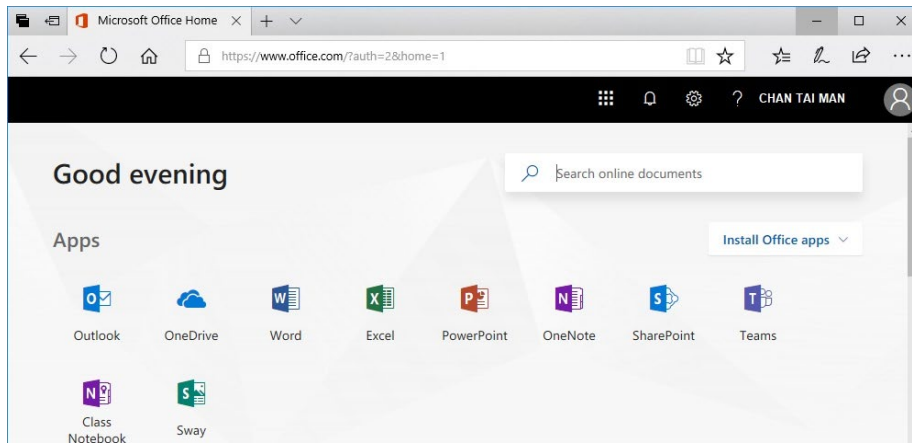 Microsoft Office Home
https://www.office.com/?auth=2&home=1
? CHAN TAI MAN
Good evening
Search online documents
Apps
Install Office apps
Outlook OneDrive Word Excel PowerPoint OneNote SharePoint Teams
Class
Notebook
Sway